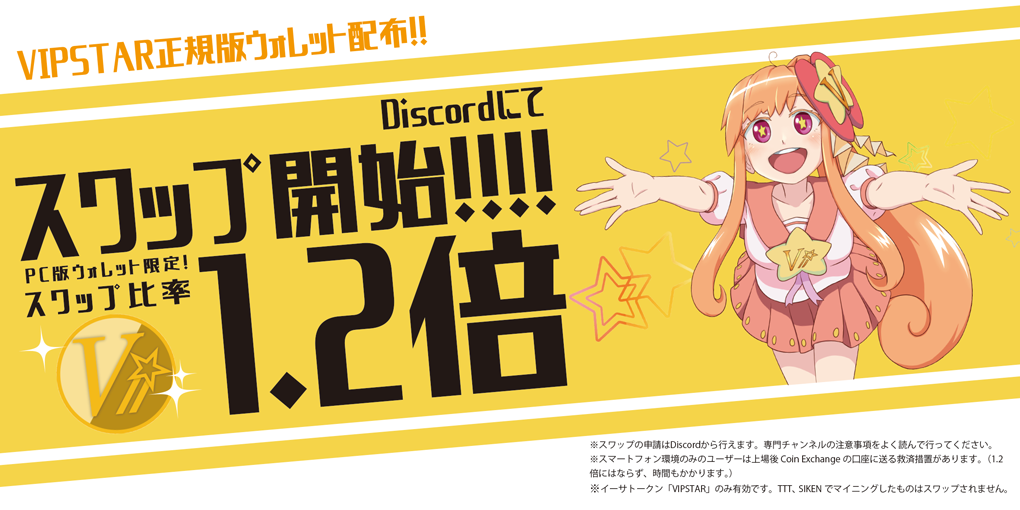 VIPSTAR正規版ウォレット配布!!
Discordにて
スワップ開始!!!!
PC版ウォレット限定!
スワップ比率
1.2倍
Vi
Vi
※スワップの申請はDiscordから行えます。専門チャンネルの注意事項をよく読んで行ってください。
※スマートフォン環境のみのユーザーは上場後 Coin Exchange の口座に送る救済措置があります。（1.2
倍にはならず、時間もかかります。）
※イーサトークン「VIPSTAR」のみ有効です。TTT、SIKEN でマイニングしたものはスワップされません。